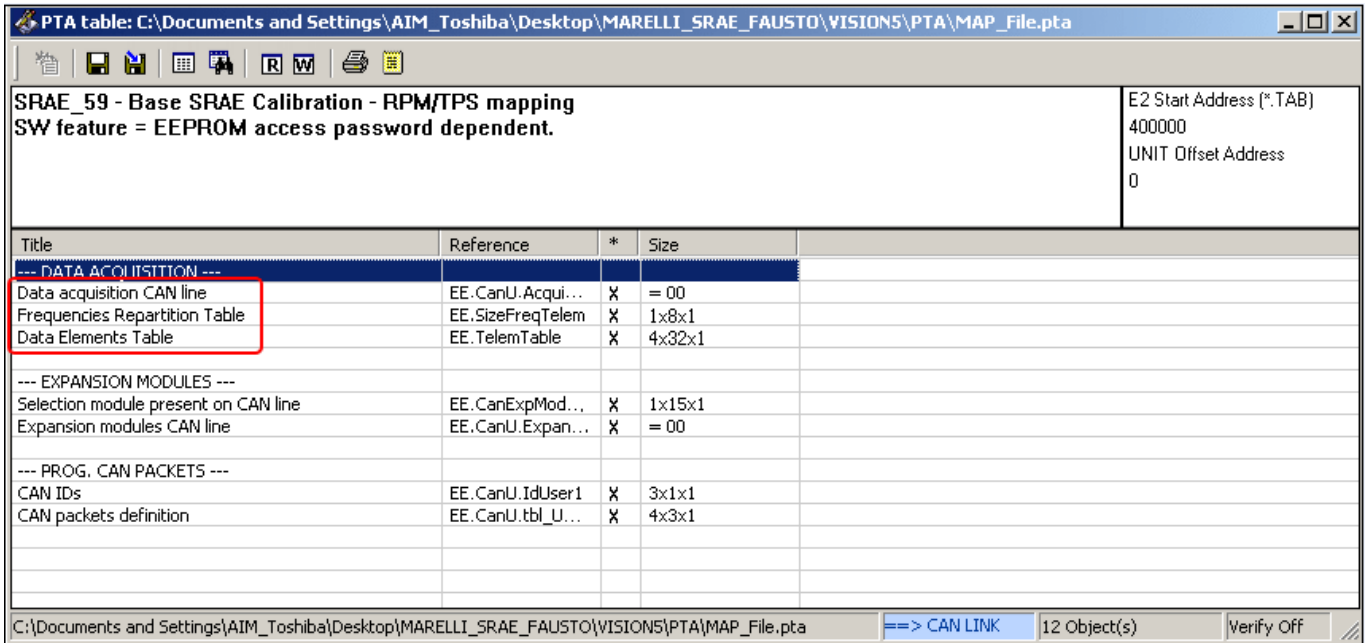 PTA table: C:\Documents and Settings\AIM_Toshiba\Desktop\MARELLI_SRAE_FAUSTO\VISION5\PTA\MAP_File.pta
R W
SRAE_59 - Base SRAE Calibration - RPM/TPS mapping
SW feature = EEPROM access password dependent.
E2 Start Address (*.TAB)
400000
UNIT Offset Address
0
Title Reference * Size
--- DATA ACQUISITION ---
Data acquisition CAN line EE.CanU.Acqui... X = 00
Frequencies Repartition Table EE.SizeFreqTelem X 1x8x1
Data Elements Table EE.TelemTable X 4x32x1
--- EXPANSION MODULES ---
Selection module present on CAN line EE.CanExpMod... X 1x15x1
Expansion modules CAN line EE.CanU.Expan... X = 00
--- PROG. CAN PACKETS ---
CAN IDs EE.CanU.IdUser1 X 3x1x1
CAN packets definition EE.CanU.tbl_U... X 4x3x1
C:\Documents and Settings\AIM_Toshiba\Desktop\MARELLI_SRAE_FAUSTO\VISION5\PTA\MAP_File.pta ==> CAN LINK 12 Object(s) Verify Off